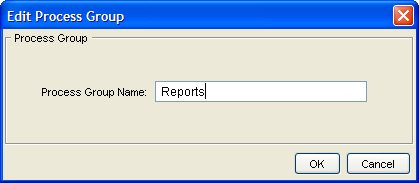 Edit Process Group
Process Group
Process Group Name: Reports
OK Cancel